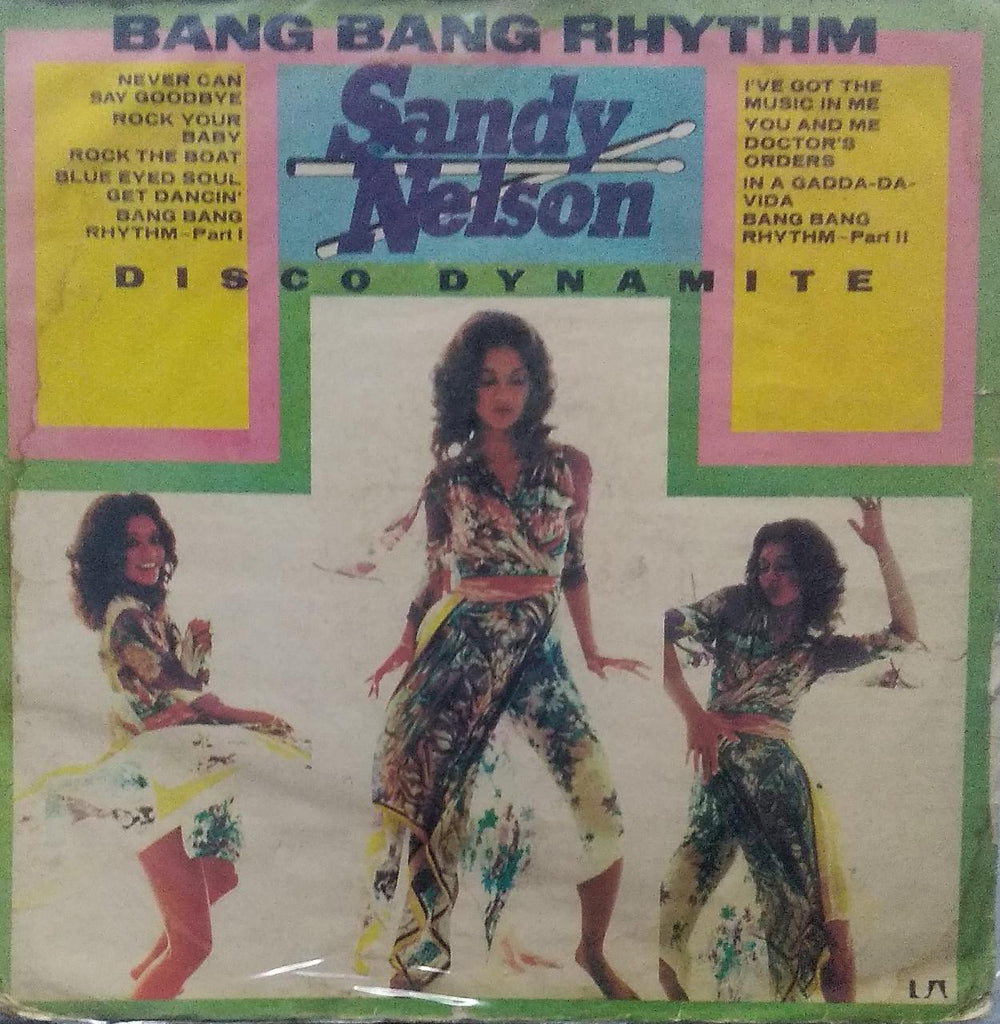 BANG BANG RHYTHM
NEVER CAN
SAY GOODBYE
ROCK YOUR
BABY
ROCK THE BOAT
BLUE EYED SOUL
GET DANCIN'
BANG BANG
RHYTHM-Part I
Sandy
Nelson
I'VE GOT THE
MUSIC IN ME
YOU AND ME
DOCTOR'S
ORDERS
IN A GADDA-DA-
VIDA
BANG BANG
RHYTHM-Part II
DISCO DYNAMITE
UA